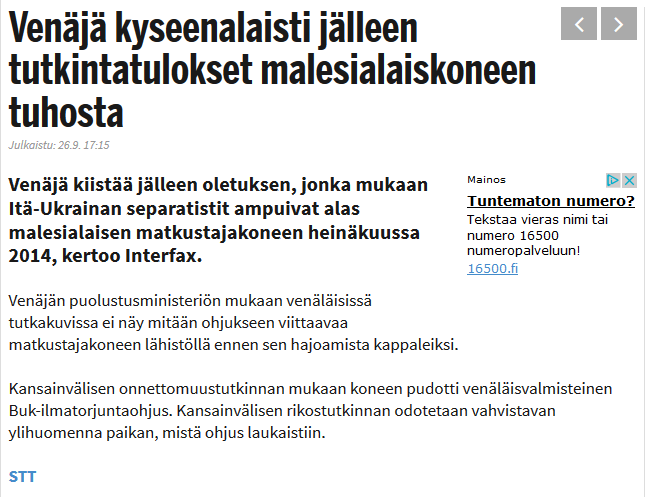 Venäjä kyseenalaisti jälleen
tutkintatulokset malesialaiskoneen
tuhosta
Julkaistu: 26.9. 17:15
Venäjä kiistää jälleen oletuksen, jonka mukaan
Itä-Ukrainan separatistit ampuivat alas
malesialaisen matkustajakoneen heinäkuussa
2014, kertoo Interfax.
Venäjän puolustusministeriön mukaan venäläisissä
tutkakuvissa ei näy mitään ohjukseen viittaavaa
matkustajakoneen lähistöllä ennen sen hajoamista kappaleiksi.
Kansainvälisen onnettomuustutkinnan mukaan koneen pudotti venäläisvalmisteinen
Buk-ilmatorjuntaohjus. Kansainvälisen rikostutkinnan odotetaan vahvistavan
ylihuomenna paikan, mistä ohjus laukaistiin.
STT
Mainos
Tuntematon numero?
Tekstaa vieras nimi tai
numero 16500
numeropalveluun!
16500.fi